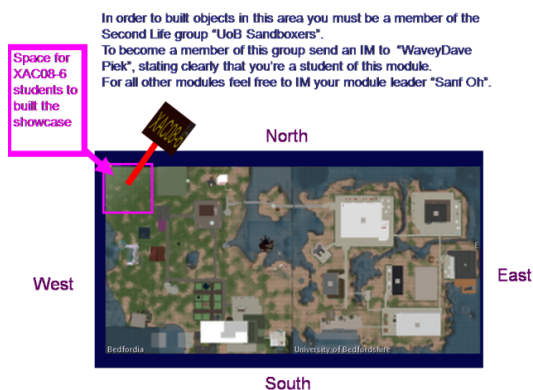 In order to built objects in this area you must be a member of the
Second Life group "UoB Sandboxers".
To become a member of this group send an IM to "WaveyDave
Piek", stating clearly that you're a student of this module.
For all other modules feel free to IM your module leader "Sanf Oh".
Space for
XAC08-6
students to
built the
showcase
XAC08-6
North
West
East
Bedfordia
University of Bedfordshire
South